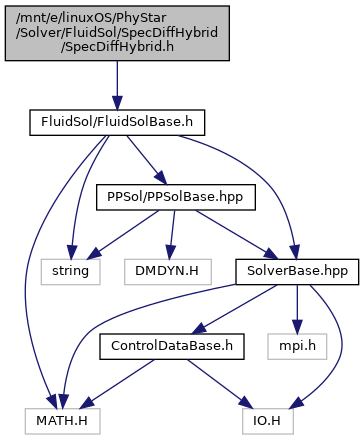 /mnt/e/linuxOS/PhyStar
/Solver/FluidSol/SpecDiffHybrid
/SpecDiffHybrid.h
FluidSol/FluidSolBase.h
PPSol/PPSolBase.hpp
string
DMDYN.H
SolverBase.hpp
ControlDataBase.h
mpi.h
MATH.H
IO.H